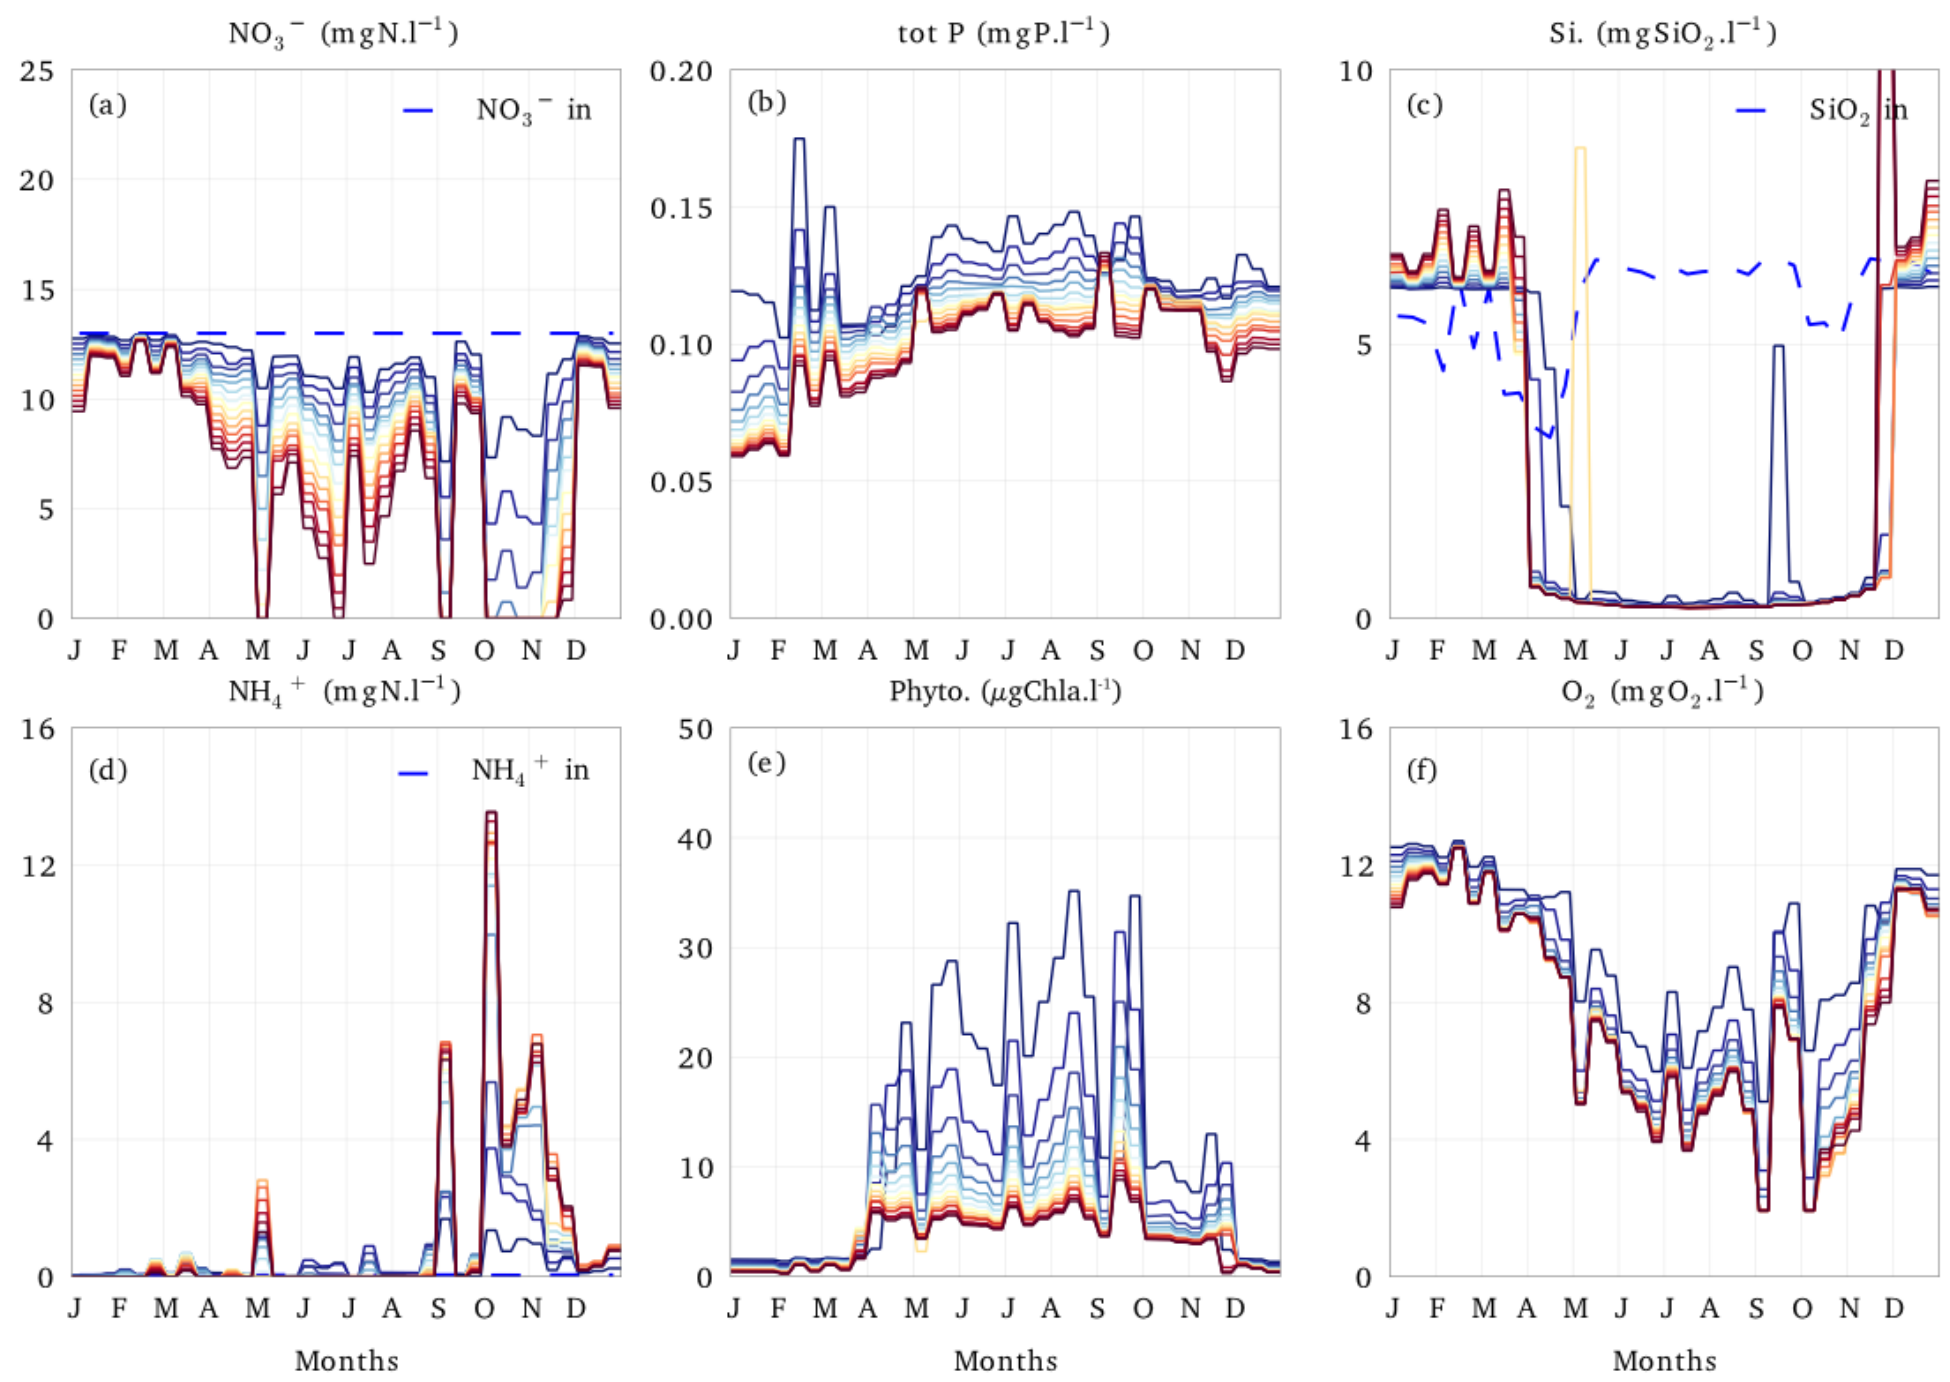 NO₃⁻ (mgN.l⁻¹)
tot P (mgP.l⁻¹)
Si. (mgSiO₂.l⁻¹)
25
20
15
10
5
0
(a)
NO₃⁻ in
J F M A M J J A S O N D
0.20
0.15
0.10
0.05
0.00
(b)
J F M A M J J A S O N D
10
5
0
(c)
SiO₂ in
J F M A M J J A S O N D
NH₄⁺ (mgN.l⁻¹)
Phyto. (μgChla.l⁻¹)
O₂ (mgO₂.l⁻¹)
16
12
8
4
0
(d)
NH₄⁺ in
J F M A M J J A S O N D
Months
50
40
30
20
10
0
(e)
J F M A M J J A S O N D
Months
16
12
8
4
0
(f)
J F M A M J J A S O N D
Months